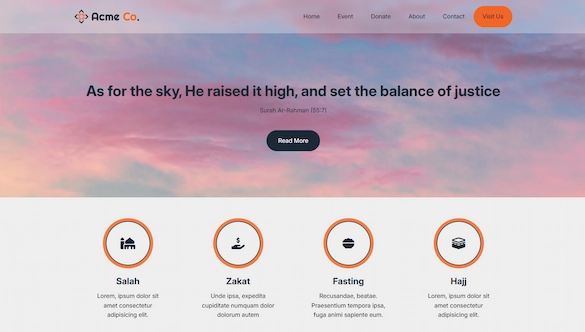 Acme Co.
Home Event Donate About Contact Visit Us
As for the sky, He raised it high, and set the balance of justice
Surah Ar-Rahman (55:7)
Read More
Salah Zakat Fasting Hajj
Lorem, ipsum dolor sit
consectetur
adipisicing elit.
Unde ipsa, expedita
cupiditate numquam dolor
dolorum autem
Recusandae, beatae.
Praesentium tempora ipsa,
fuga animi sapiente eum.
Lorem, ipsum dolor sit
consectetur
adipisicing elit.